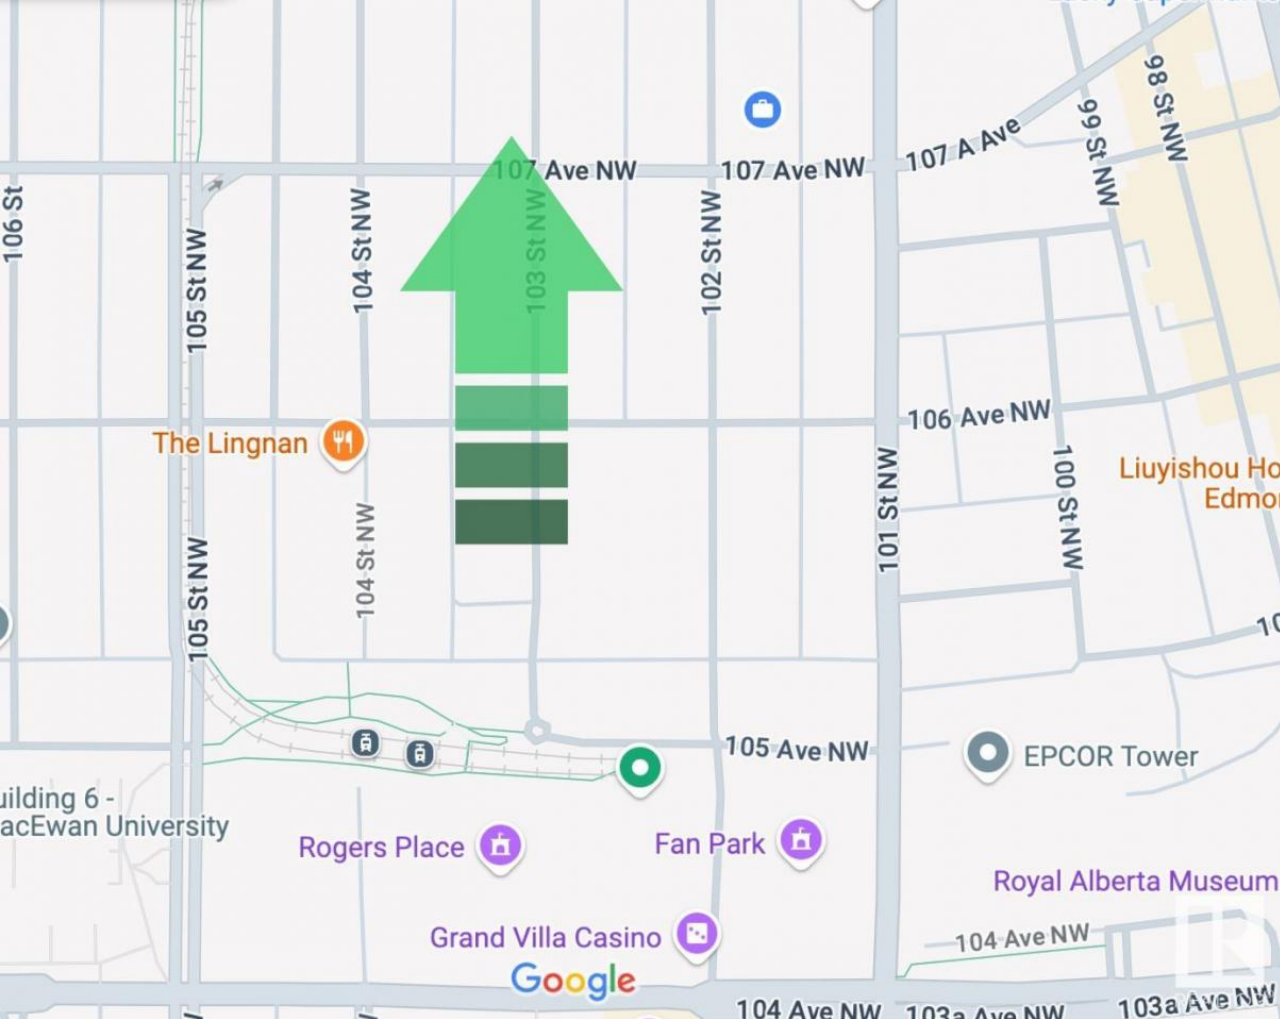 107 A Ave
98 St NW
99 St NW
107 Ave NW
107 Ave NW
106 St
105 St NW
104 St NW
103 St NW
102 St NW
106 Ave NW
The Lingnan
101 St NW
100 St NW
Liuyishou Ho
Edmo
104 St NW
105 St NW
10
105 Ave NW
EPCOR Tower
uilding 6 -
acEwan University
Rogers Place
Fan Park
Royal Alberta Museum
Grand Villa Casino
104 Ave NW
Google
104 Ave NW
103a Ave NW
103a Ave NW
R